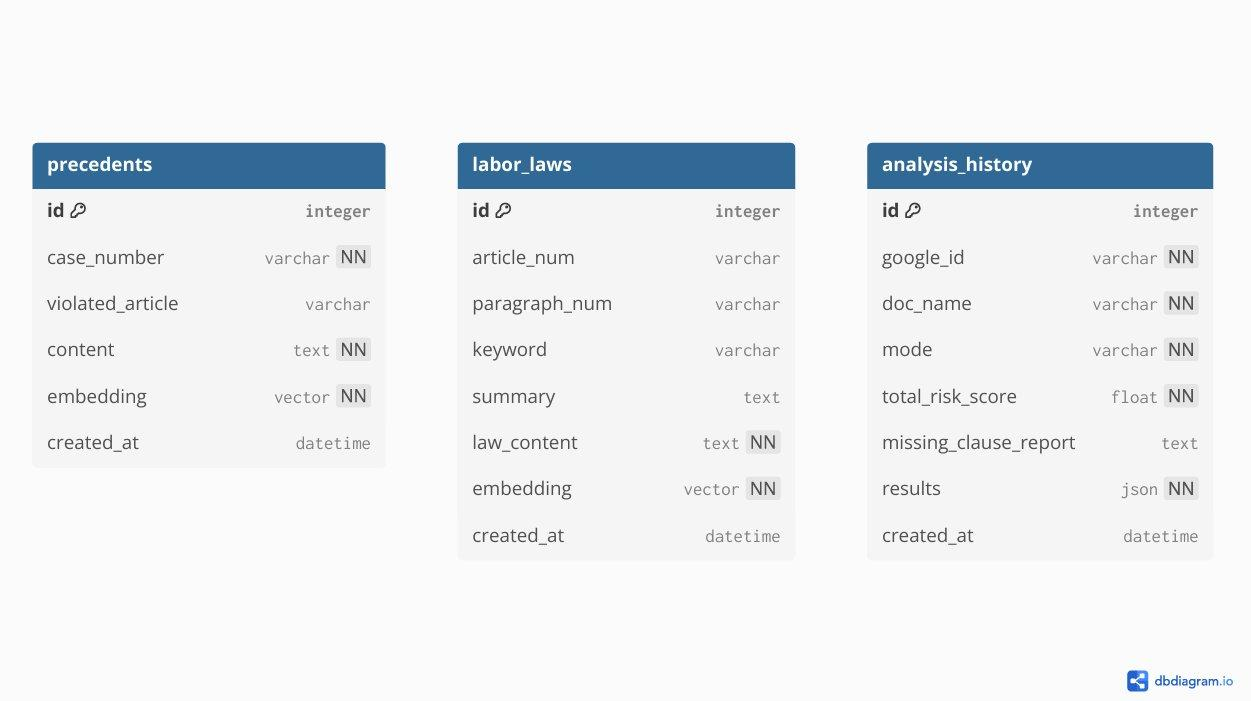 precedents
id integer
case_number varchar NN
violated_article varchar
content text NN
embedding vector NN
created_at datetime
labor_laws
id integer
article_num varchar
paragraph_num varchar
keyword varchar
summary text
law_content text NN
embedding vector NN
created_at datetime
analysis_history
id integer
google_id varchar NN
doc_name varchar NN
mode varchar NN
total_risk_score float NN
missing_clause_report text
results json NN
created_at datetime
dbdiagram.io